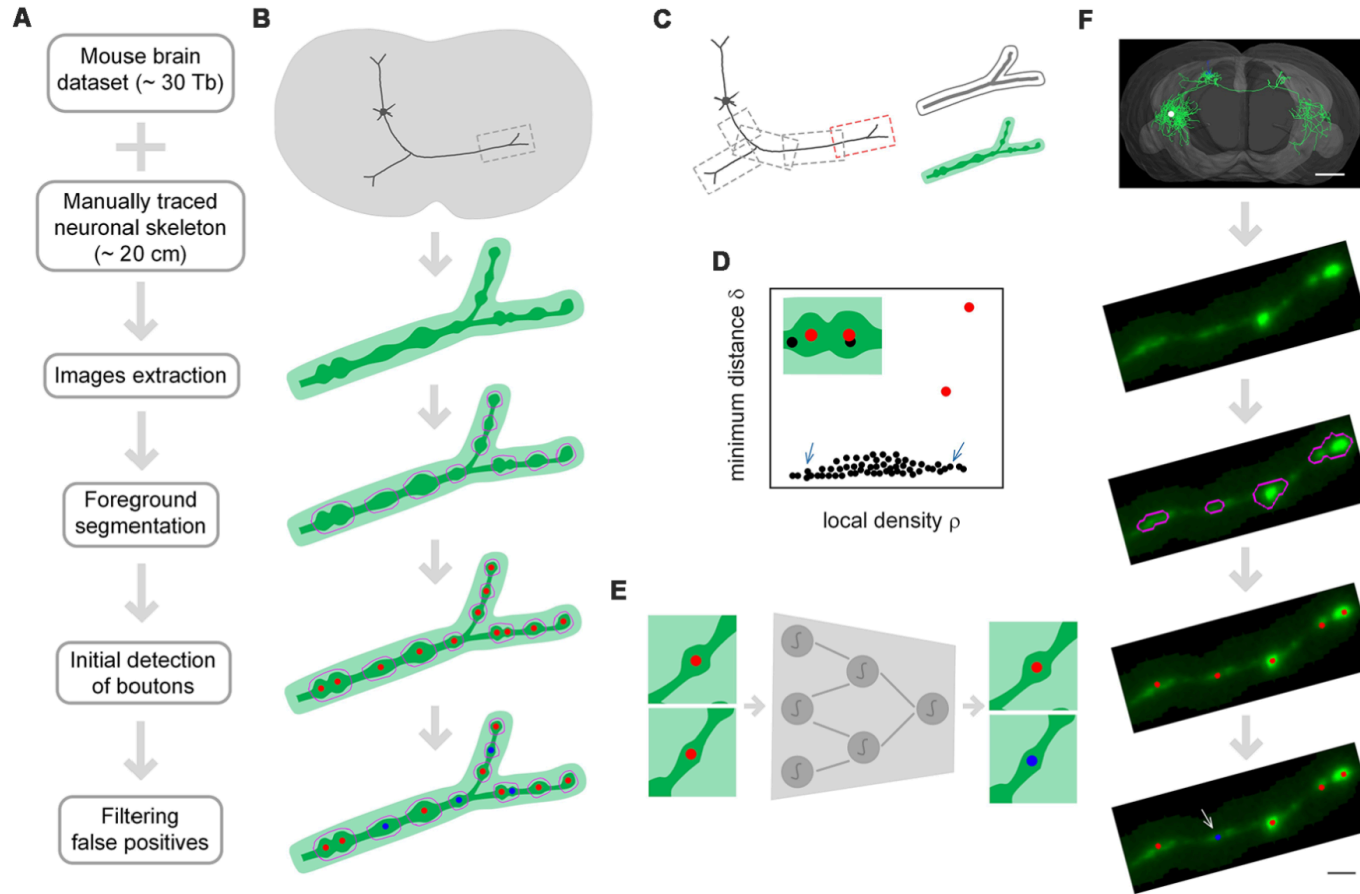 A
Mouse brain
dataset (~ 30 Tb)
Manually traced
neuronal skeleton
(~ 20 cm)
Images extraction
Foreground
segmentation
Initial detection
of boutons
Filtering
false positives
B
C
D
minimum distance δ
local density ρ
E
F